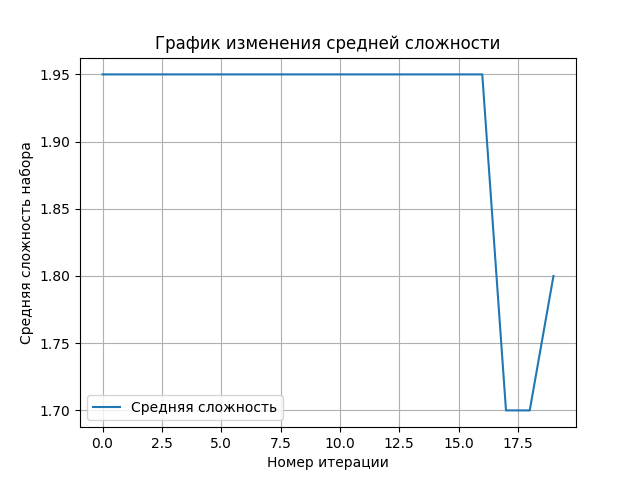 График изменения средней сложности
Средняя сложность набора
1.95
1.90
1.85
1.80
1.75
1.70
Средняя сложность
0.0 2.5 5.0 7.5 10.0 12.5 15.0 17.5
Номер итерации